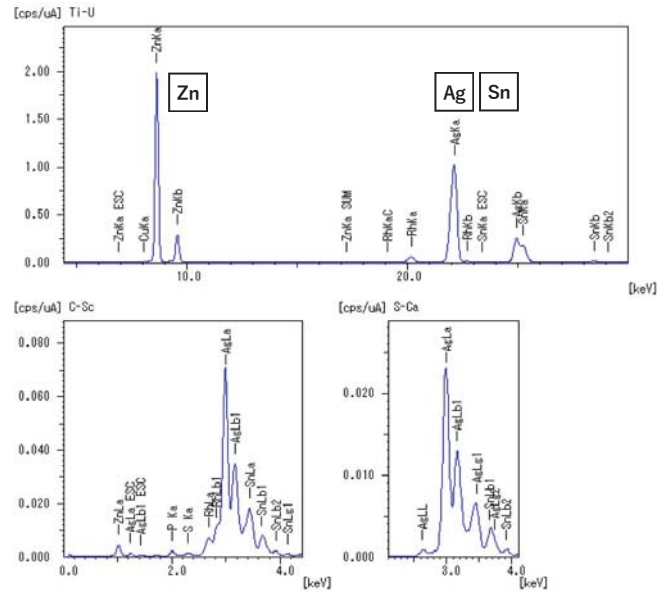 [cps/uA] Ti-U
ZnKa
Zn
Ag
Sn
AgKa
ZnKa ESC
CuKa
ZnKb
ZnKa SUM
RhKaC
RhKa
RhKb
SnKa ESC
AgKb
SnKa
SnKb
SnKb2
2.00
1.50
1.00
0.50
0.00
10.0
20.0
[keV]
[cps/uA] C-Sc
AgLa
AgLb1
ZnLa
AgLa ESC
AgLb1 ESC
P Ka
S Ka
RhLa
RhLb1
SnLa
SnLb1
SnLb2
SnLg1
0.080
0.060
0.040
0.020
0.000
0.0
2.0
4.0
[keV]
[cps/uA] S-Ca
AgLa
AgLb1
AgLL
AgLg1
SnLb1
AgLg2
SnLb2
0.020
0.010
0.000
3.0
4.0
[keV]